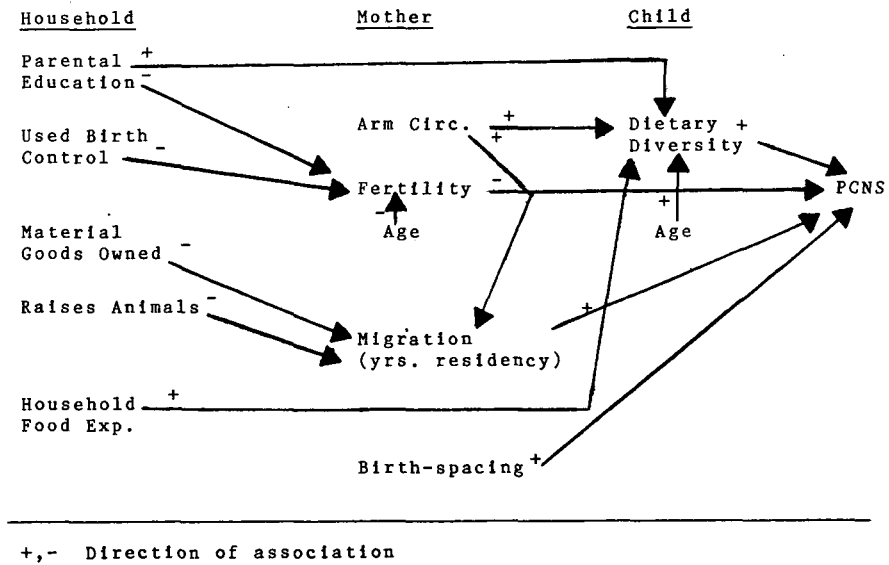 Household Mother Child
Parental +
Education -
Arm Circ. +
+
Dietary +
Diversity
Used Birth
Control -
Fertility -
PCNS
+
- Age
Age
Material
Goods Owned -
Raises Animals -
+
Migration
(yrs. residency)
Household +
Food Exp.
Birth-spacing +
+,- Direction of association